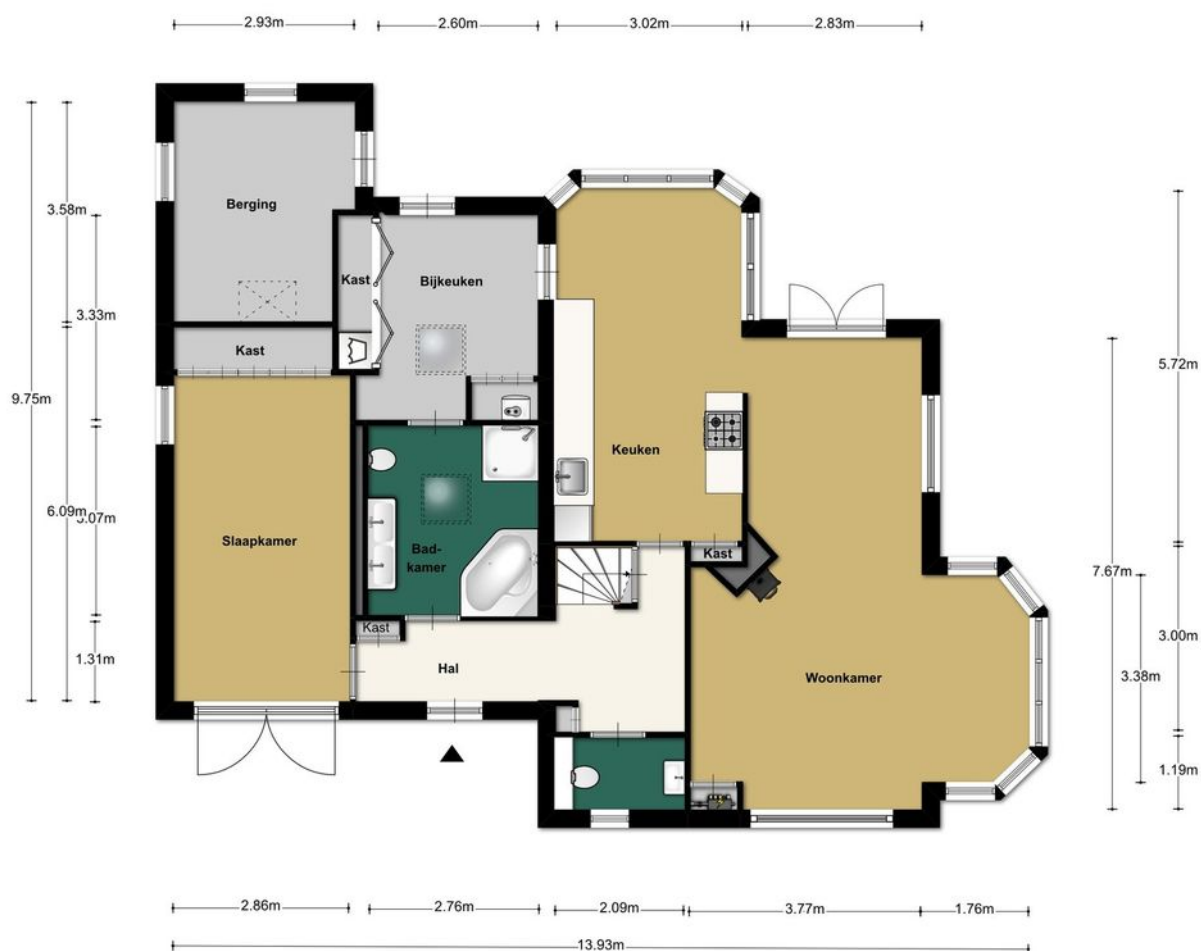 2.93m
2.60m
3.02m
2.83m
Berging
3.58m
Kast
Bijkeuken
3.33m
Kast
5.72m
9.75m
Keuken
6.09m
3.07m
Slaapkamer
Bad-
kamer
Kast
7.67m
Kast
3.00m
1.31m
Hal
Woonkamer
3.38m
1.19m
2.86m
2.76m
2.09m
3.77m
1.76m
13.93m